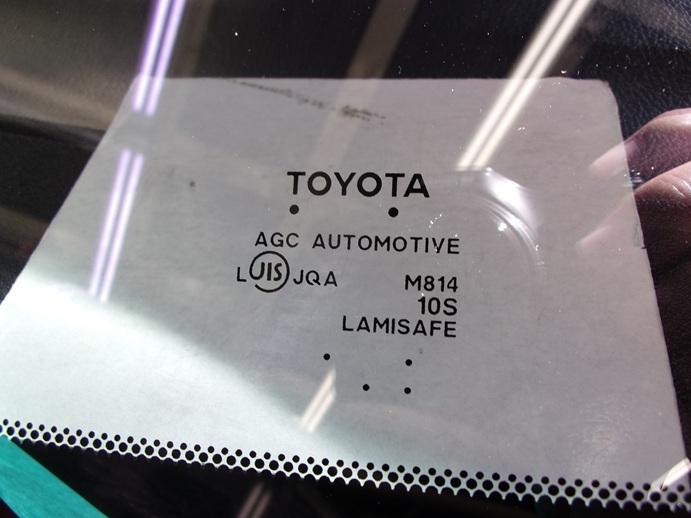 TOYOTA
AGC AUTOMOTIVE
L JIS JQA M814
10S
LAMISAFE